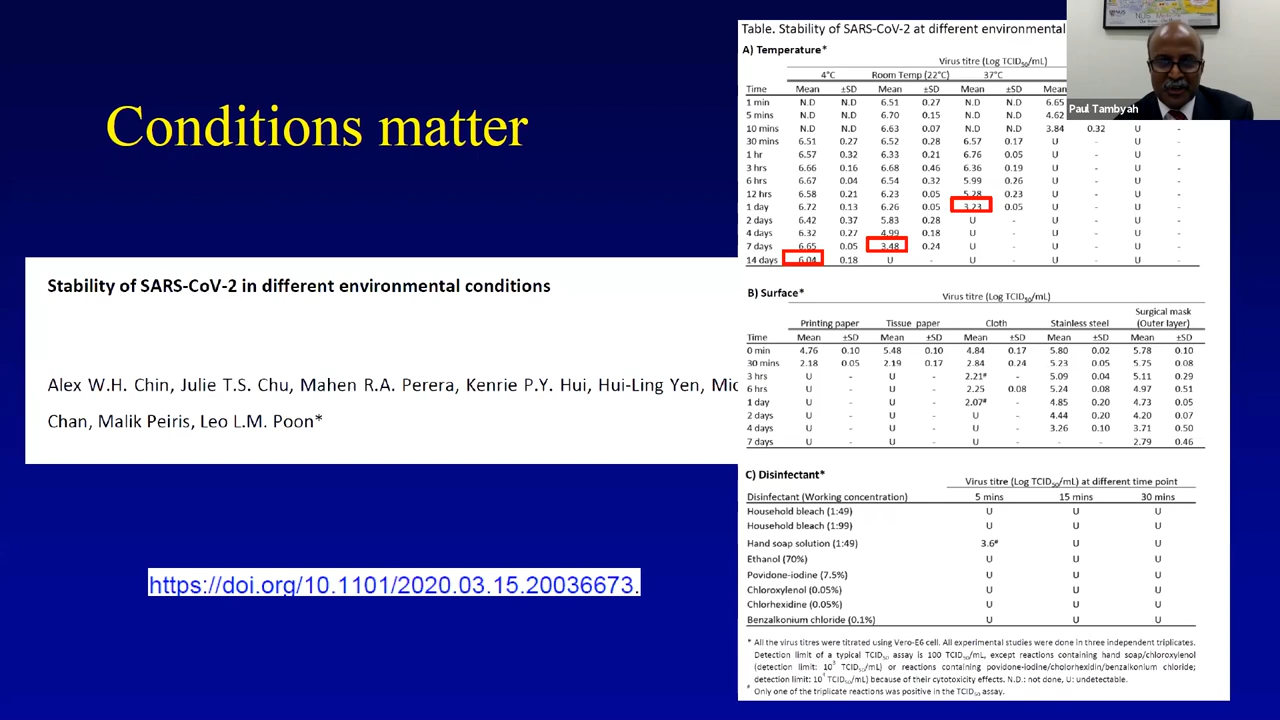 Conditions matter
Stability of SARS-CoV-2 in different environmental conditions
Alex W.H. Chin, Julie T.S. Chu, Mahen R.A. Perera, Kenrie P.Y. Hui, Hui-Ling Yen,
Chan, Malik Peiris, Leo L.M. Poon*
https://doi.org/10.1101/2020.03.15.20036673.
Table. Stability of SARS-CoV-2 at different environmental
A) Temperature*
Virus titre (Log TCID50/mL)
4°C Room Temp (22°C) 37°C
Time Mean ±SD Mean ±SD Mean ±SD Mean
1 min N.D N.D 6.51 0.27 N.D N.D 6.65
5 mins N.D N.D 6.70 0.15 N.D N.D 4.62
10 mins N.D N.D 6.63 0.07 N.D N.D 3.84 0.32 U -
30 mins 6.51 0.27 6.52 0.28 6.57 0.17 U - U -
1 hr 6.57 0.32 6.33 0.21 6.76 0.05 U - U -
3 hrs 6.66 0.16 6.68 0.46 6.36 0.19 U - U -
6 hrs 6.67 0.04 6.54 0.32 5.99 0.26 U - U -
12 hrs 6.58 0.21 6.23 0.05 5.28 0.23 U - U -
1 day 6.72 0.13 6.26 0.05 3.23 0.05 U - U -
2 days 6.42 0.37 5.83 0.28 U - U - U -
4 days 6.32 0.27 4.99 0.18 U - U - U -
7 days 6.65 0.05 3.48 0.24 U - U - U -
14 days 6.04 0.18 U - U - U - U -
B) Surface*
Virus titre (Log TCID50/mL)
Surgical mask
Printing paper Tissue paper Cloth Stainless steel (Outer layer)
Time Mean ±SD Mean ±SD Mean ±SD Mean ±SD Mean ±SD
0 min 4.76 0.10 5.48 0.10 4.84 0.17 5.80 0.02 5.78 0.10
30 mins 2.18 0.05 2.19 0.17 2.84 0.24 5.23 0.05 5.75 0.08
3 hrs U - U - 2.21# - 5.09 0.04 5.11 0.29
6 hrs U - U - 2.25 0.08 5.24 0.08 4.97 0.51
1 day U - U - 2.07# - 4.85 0.20 4.73 0.05
2 days U - U - U - 4.44 0.20 4.20 0.07
4 days U - U - U - 3.26 0.10 3.71 0.50
7 days U - U - U - - - 2.79 0.46
C) Disinfectant*
Virus titre (Log TCID50/mL) at different time point
Disinfectant (Working concentration) 5 mins 15 mins 30 mins
Household bleach (1:49) U U U
Household bleach (1:99) U U U
Hand soap solution (1:49) 3.6# U U
Ethanol (70%) U U U
Povidone-iodine (7.5%) U U U
Chloroxylenol (0.05%) U U U
Chlorhexidine (0.05%) U U U
Benzalkonium chloride (0.1%) U U U
* All the virus titres were titrated using Vero-E6 cell. All experimental studies were done in three independent triplicates.
Detection limit of a typical TCID50 assay is 100 TCID50/mL, except reactions containing hand soap/chloroxylenol
(detection limit: 10^3 TCID50/mL) or reactions containing povidone-iodine/cholorhexidin/benzalkonium chloride;
detection limit: 10^4 TCID50/mL) because of their cytotoxicity effects. N.D.: not done, U: undetectable.
# Only one of the triplicate reactions was positive in the TCID50 assay.
Paul Tambyah